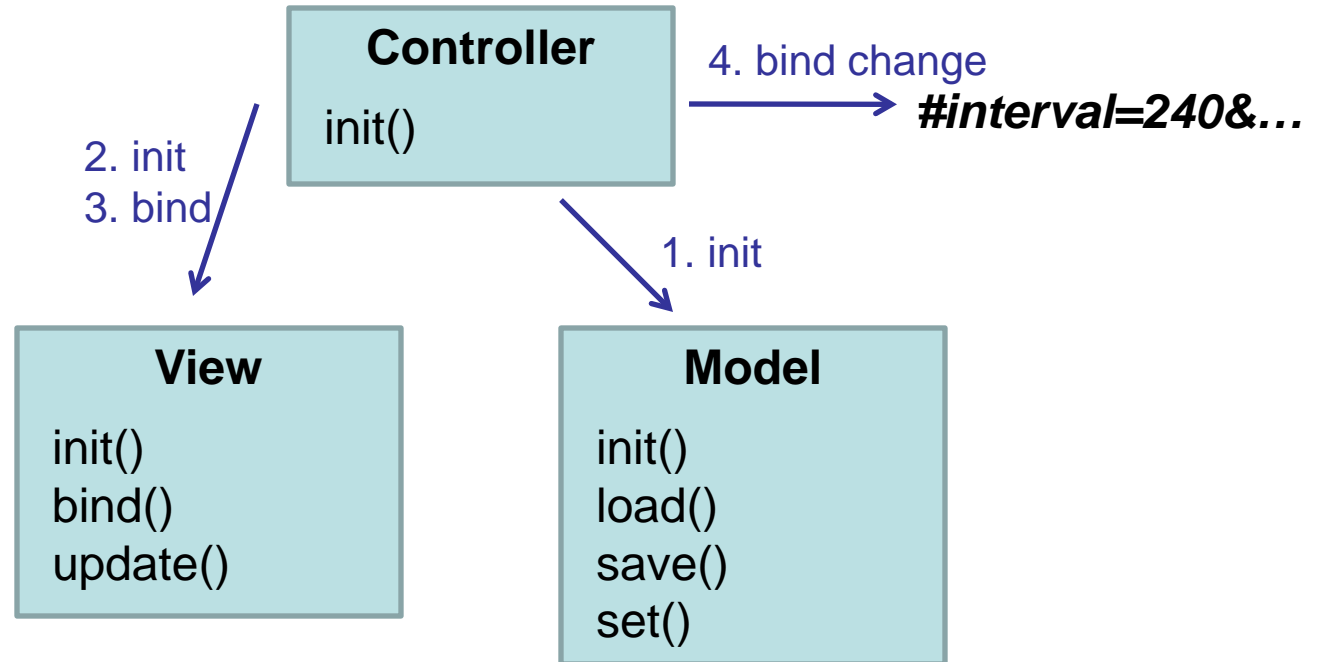 Controller
init()
4. bind change
#interval=240&…
2. init
3. bind
1. init
View
init()
bind()
update()
Model
init()
load()
save()
set()